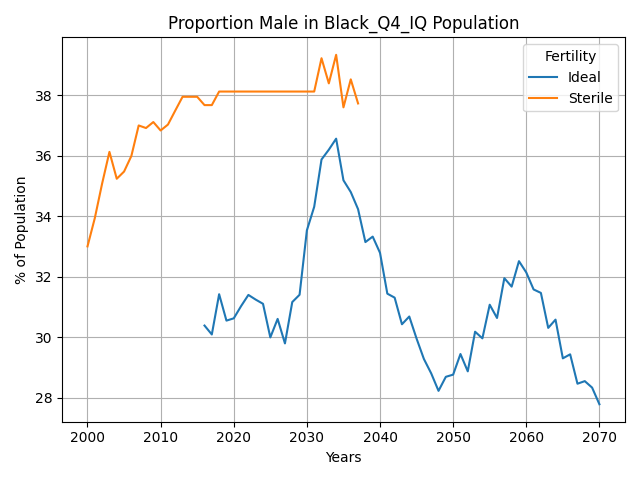 Proportion Male in Black_Q4_IQ Population
Fertility
Ideal
Sterile
% of Population
38
36
34
32
30
28
2000
2010
2020
2030
2040
2050
2060
2070
Years